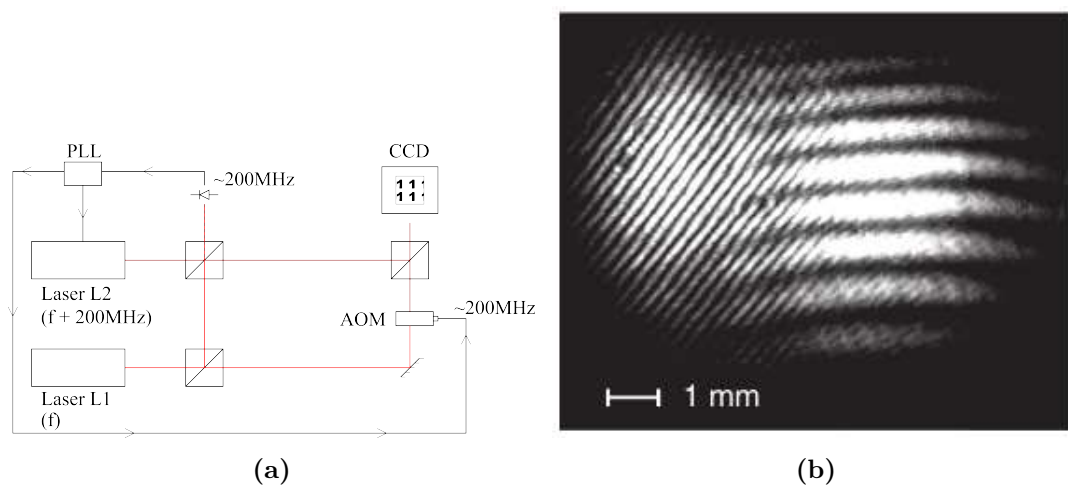 PLL
~200MHz
CCD
Laser L2
(f + 200MHz)
AOM
~200MHz
Laser L1
(f)
1 mm
(a)
(b)